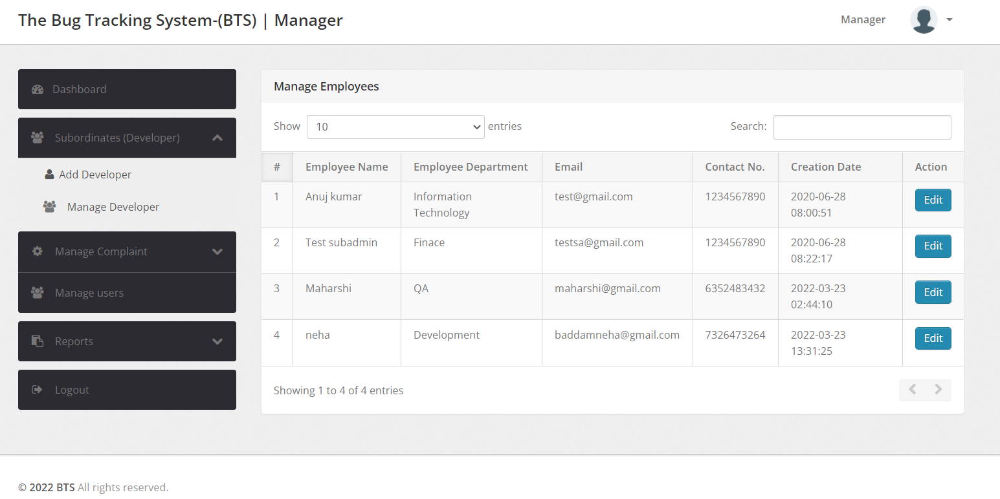 The Bug Tracking System-(BTS) | Manager
Manager
Dashboard
Subordinates (Developer)
Add Developer
Manage Developer
Manage Complaint
Manage users
Reports
Logout
Manage Employees
Show 10 entries Search:
# Employee Name Employee Department Email Contact No. Creation Date Action
1 Anuj kumar Information test@gmail.com 1234567890 2020-06-28 Edit
Technology 08:00:51
2 Test subadmin Finace testsa@gmail.com 1234567890 2020-06-28 Edit
08:22:17
3 Maharshi QA maharshi@gmail.com 6352483432 2022-03-23 Edit
02:44:10
4 neha Development baddamneha@gmail.com 7326473264 2022-03-23 Edit
13:31:25
Showing 1 to 4 of 4 entries
© 2022 BTS All rights reserved.